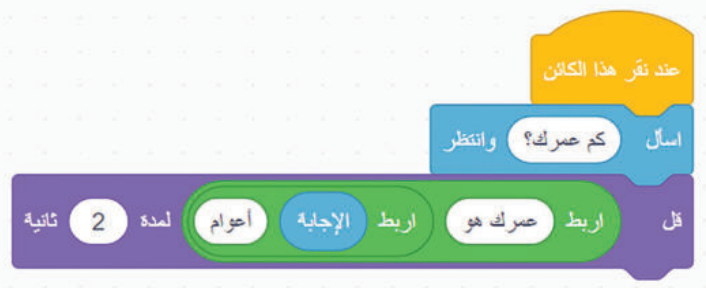 عند نقر هذا الكائن
اسأل كم عمرك؟ وانتظر
قل اربط عمرك هو اربط الإجابة أعوام لمدة 2 ثانية